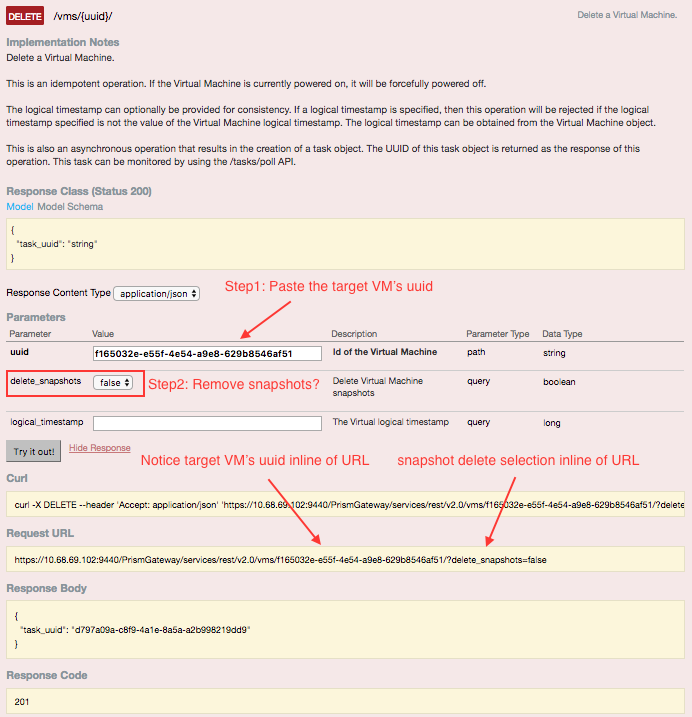 DELETE /vms/{uuid}/ Delete a Virtual Machine.
Implementation Notes
Delete a Virtual Machine.
This is an idempotent operation. If the Virtual Machine is currently powered on, it will be forcefully powered off.
The logical timestamp can optionally be provided for consistency. If a logical timestamp is specified, then this operation will be rejected if the logical
timestamp specified is not the value of the Virtual Machine logical timestamp. The logical timestamp can be obtained from the Virtual Machine object.
This is also an asynchronous operation that results in the creation of a task object. The UUID of this task object is returned as the response of this
operation. This task can be monitored by using the /tasks/poll API.
Response Class (Status 200)
Model Model Schema
{
"task_uuid": "string"
}
Step1: Paste the target VM's uuid
Response Content Type application/json
Parameters
Parameter Value Description Parameter Type Data Type
uuid f165032e-e55f-4e54-a9e8-629b8546af51 Id of the Virtual Machine path string
delete_snapshots false Step2: Remove snapshots? Delete Virtual Machine query boolean
snapshots
logical_timestamp The Virtual logical timestamp query long
Try it out! Hide Response
Notice target VM's uuid inline of URL snapshot delete selection inline of URL
Curl
curl -X DELETE --header 'Accept: application/json' 'https://10.68.69.102:9440/PrismGateway/services/rest/v2.0/vms/f165032e-e55f-4e54-a9e8-629b8546af51/?delete
Request URL
https://10.68.69.102:9440/PrismGateway/services/rest/v2.0/vms/f165032e-e55f-4e54-a9e8-629b8546af51/?delete_snapshots=false
Response Body
{
"task_uuid": "d797a09a-c8f9-4a1e-8a5a-a2b998219dd9"
}
Response Code
201